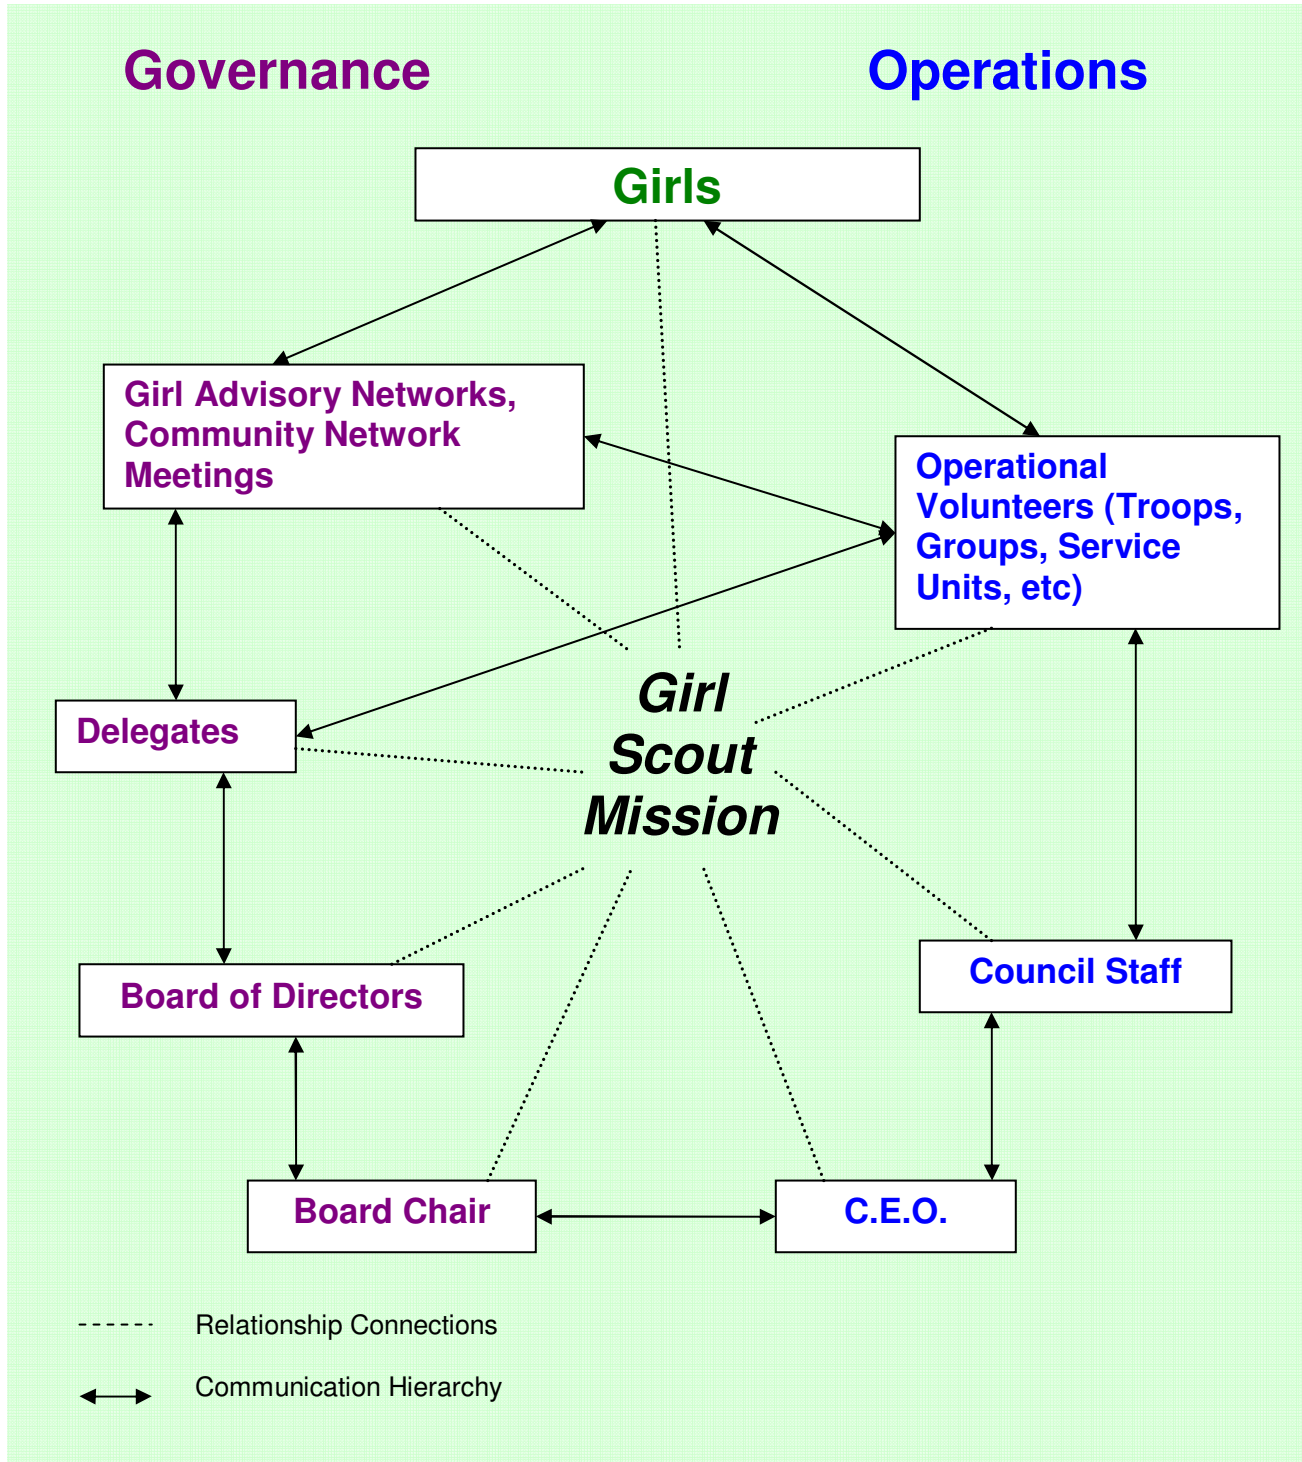 Governance
Operations
Girls
Girl Advisory Networks,
Community Network
Meetings
Operational
Volunteers (Troops,
Groups, Service
Units, etc)
Girl
Scout
Mission
Delegates
Board of Directors
Council Staff
Board Chair
C.E.O.
Relationship Connections
Communication Hierarchy